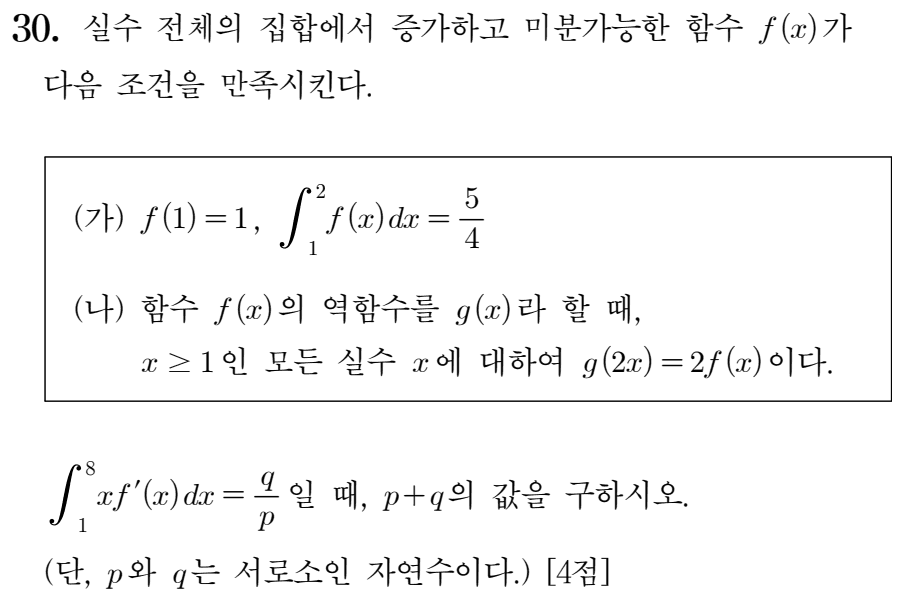 30. 실수 전체의 집합에서 증가하고 미분가능한 함수 f(x)가
다음 조건을 만족시킨다.
(가) f(1)=1, ∫₁² f(x)dx = 5/4
(나) 함수 f(x)의 역함수를 g(x)라 할 때,
x ≥ 1인 모든 실수 x에 대하여 g(2x)=2f(x)이다.
∫₁⁸ xf′(x)dx = q/p 일 때, p+q의 값을 구하시오.
(단, p와 q는 서로소인 자연수이다.) [4점]